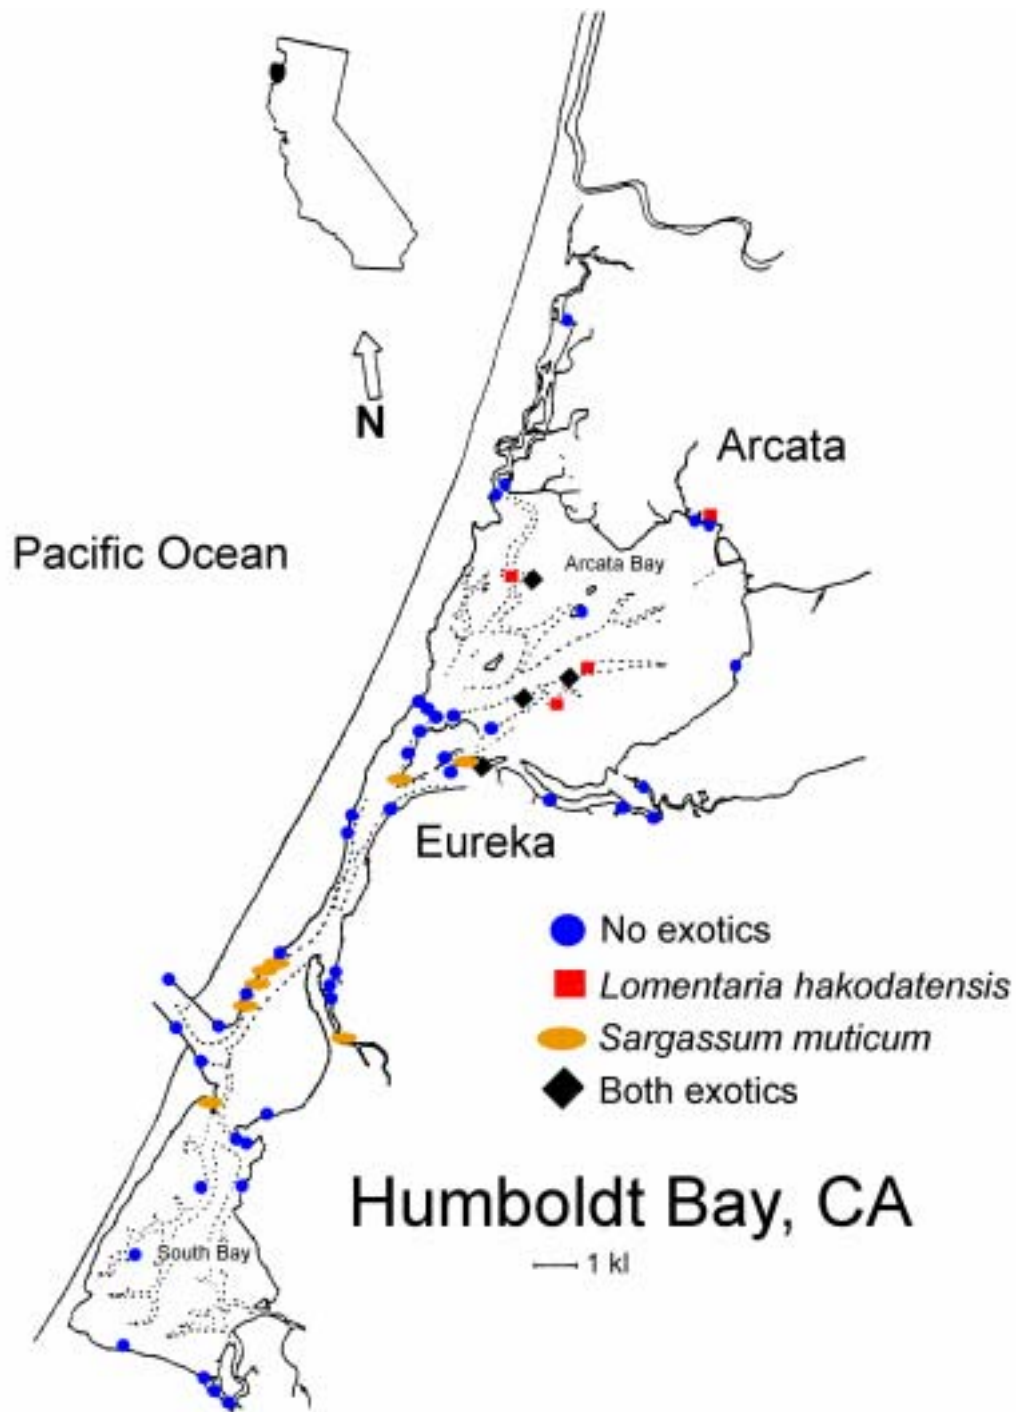 N
Arcata
Pacific Ocean
Arcata Bay
Eureka
No exotics
Lomentaria hakodatensis
Sargassum muticum
Both exotics
Humboldt Bay, CA
South Bay
1 kl